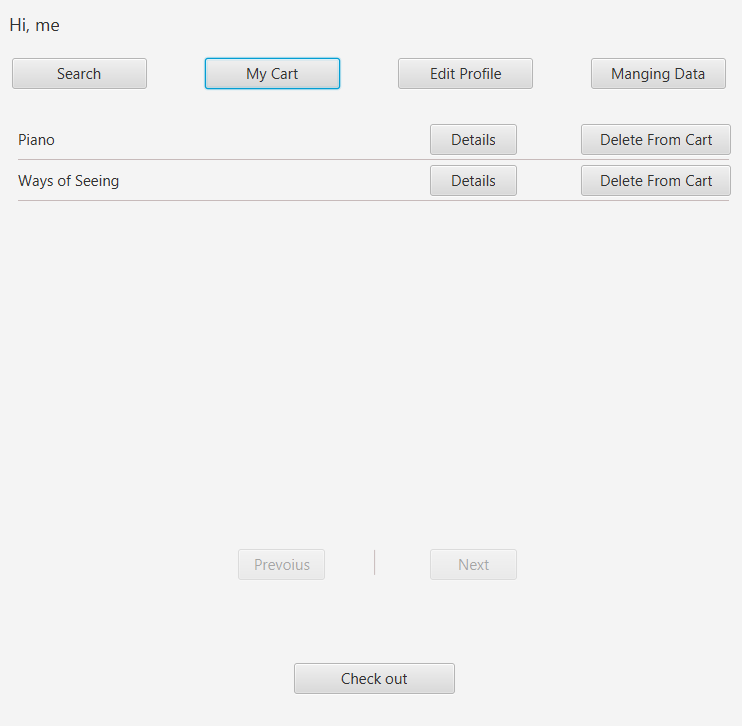 Hi, me
Search My Cart Edit Profile Manging Data
Piano Details Delete From Cart
Ways of Seeing Details Delete From Cart
Prevoius Next
Check out